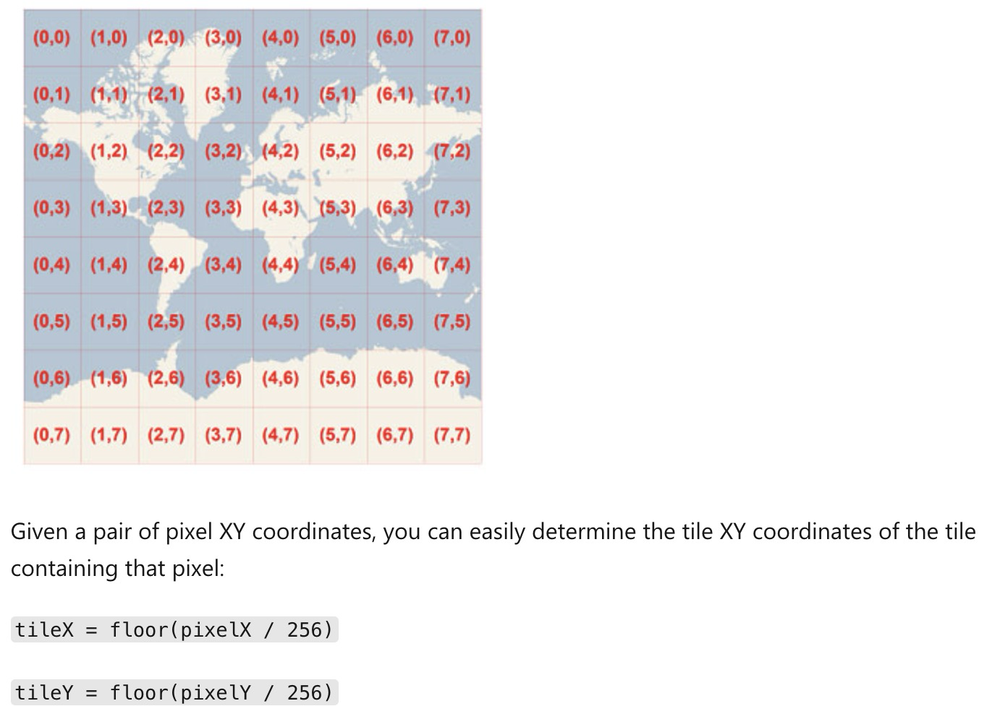 (0,0) (1,0) (2,0) (3,0) (4,0) (5,0) (6,0) (7,0)
(0,1) (1,1) (2,1) (3,1) (4,1) (5,1) (6,1) (7,1)
(0,2) (1,2) (2,2) (3,2) (4,2) (5,2) (6,2) (7,2)
(0,3) (1,3) (2,3) (3,3) (4,3) (5,3) (6,3) (7,3)
(0,4) (1,4) (2,4) (3,4) (4,4) (5,4) (6,4) (7,4)
(0,5) (1,5) (2,5) (3,5) (4,5) (5,5) (6,5) (7,5)
(0,6) (1,6) (2,6) (3,6) (4,6) (5,6) (6,6) (7,6)
(0,7) (1,7) (2,7) (3,7) (4,7) (5,7) (6,7) (7,7)
Given a pair of pixel XY coordinates, you can easily determine the tile XY coordinates of the tile
containing that pixel:
tileX = floor(pixelX / 256)
tileY = floor(pixelY / 256)